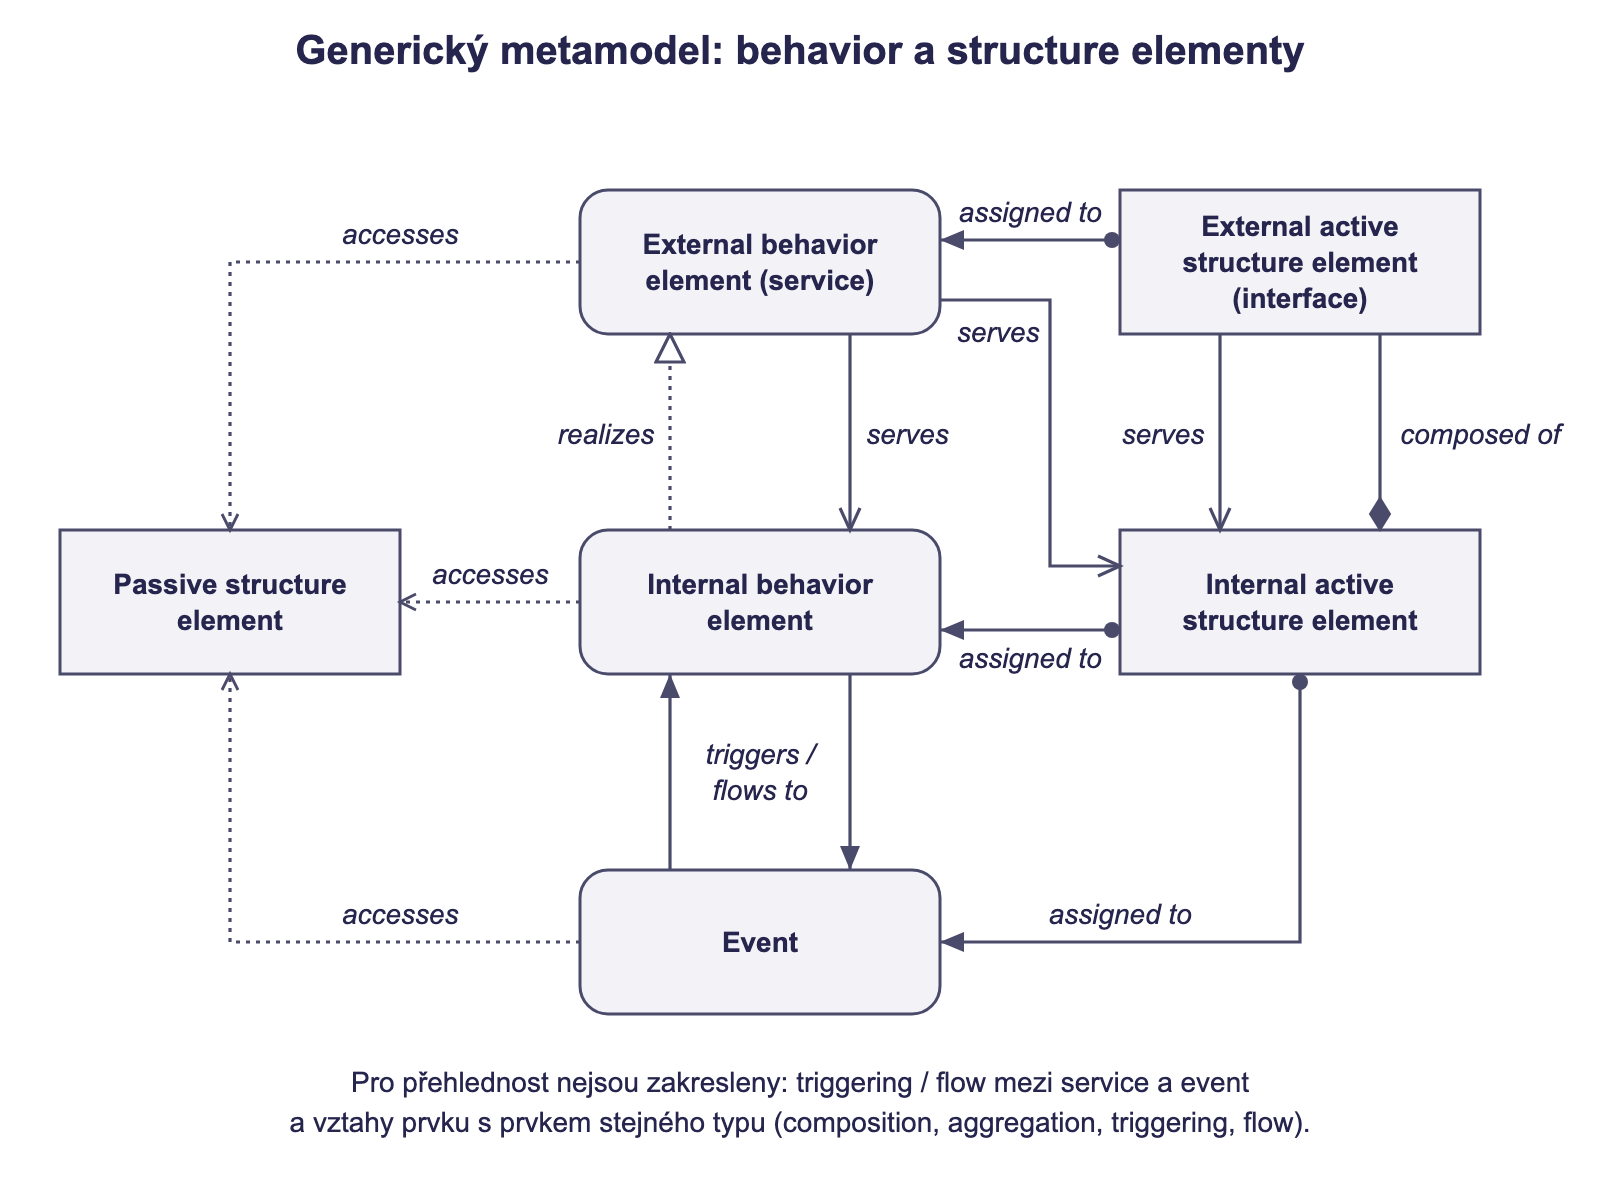 Generický metamodel: behavior a structure elementy
assigned to
External active
structure element
(interface)
accesses
External behavior
element (service)
serves
realizes
serves
serves
composed of
Passive structure
element
accesses
Internal behavior
element
Internal active
structure element
assigned to
triggers /
flows to
accesses
Event
assigned to
Pro přehlednost nejsou zakresleny: triggering / flow mezi service a event
a vztahy prvku s prvkem stejného typu (composition, aggregation, triggering, flow).